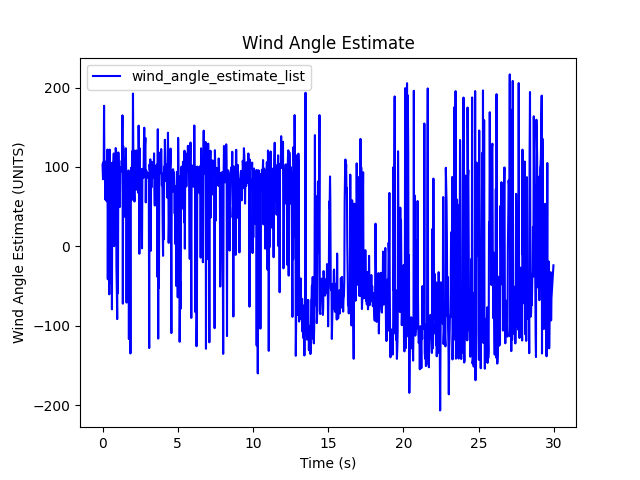 Wind Angle Estimate
wind_angle_estimate_list
Wind Angle Estimate (UNITS)
200
100
0
−100
−200
0 5 10 15 20 25 30
Time (s)